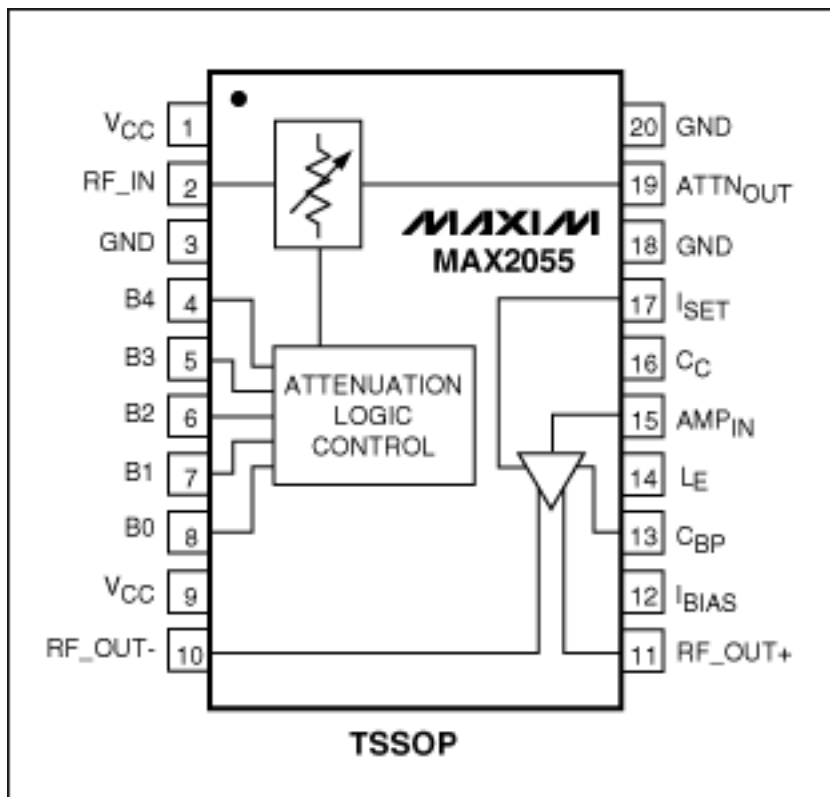 VCC 1
RF_IN 2
GND 3
B4 4
B3 5
B2 6
B1 7
B0 8
VCC 9
RF_OUT- 10
MAXIM
MAX2055
ATTENUATION
LOGIC
CONTROL
20 GND
19 ATTNOUT
18 GND
17 ISET
16 CC
15 AMPIN
14 LE
13 CBP
12 IBIAS
11 RF_OUT+
TSSOP